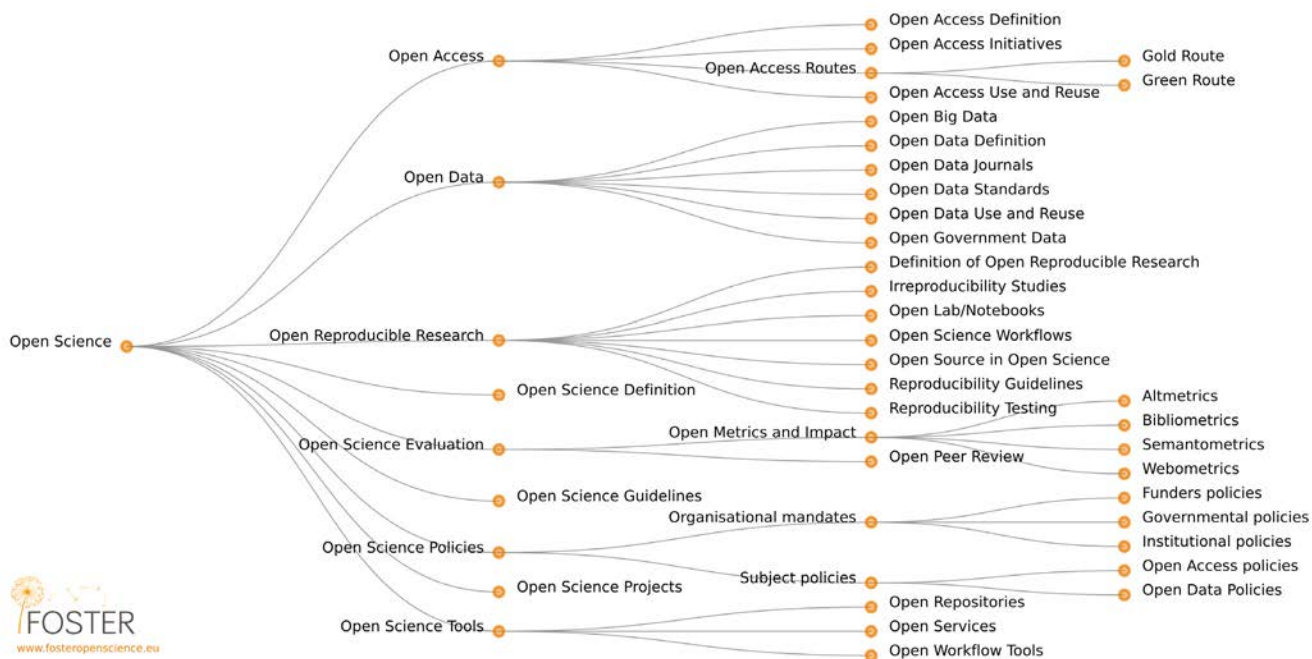 Open Science
Open Access
Open Access Definition
Open Access Initiatives
Open Access Routes
Gold Route
Green Route
Open Access Use and Reuse
Open Data
Open Big Data
Open Data Definition
Open Data Journals
Open Data Standards
Open Data Use and Reuse
Open Government Data
Open Reproducible Research
Definition of Open Reproducible Research
Irreproducibility Studies
Open Lab/Notebooks
Open Science Workflows
Open Source in Open Science
Reproducibility Guidelines
Reproducibility Testing
Open Science Definition
Open Science Evaluation
Open Metrics and Impact
Altmetrics
Bibliometrics
Semantometrics
Webometrics
Open Peer Review
Open Science Guidelines
Open Science Policies
Organisational mandates
Funders policies
Governmental policies
Institutional policies
Subject policies
Open Access policies
Open Data Policies
Open Science Projects
Open Science Tools
Open Repositories
Open Services
Open Workflow Tools
FOSTER
www.fosteropenscience.eu